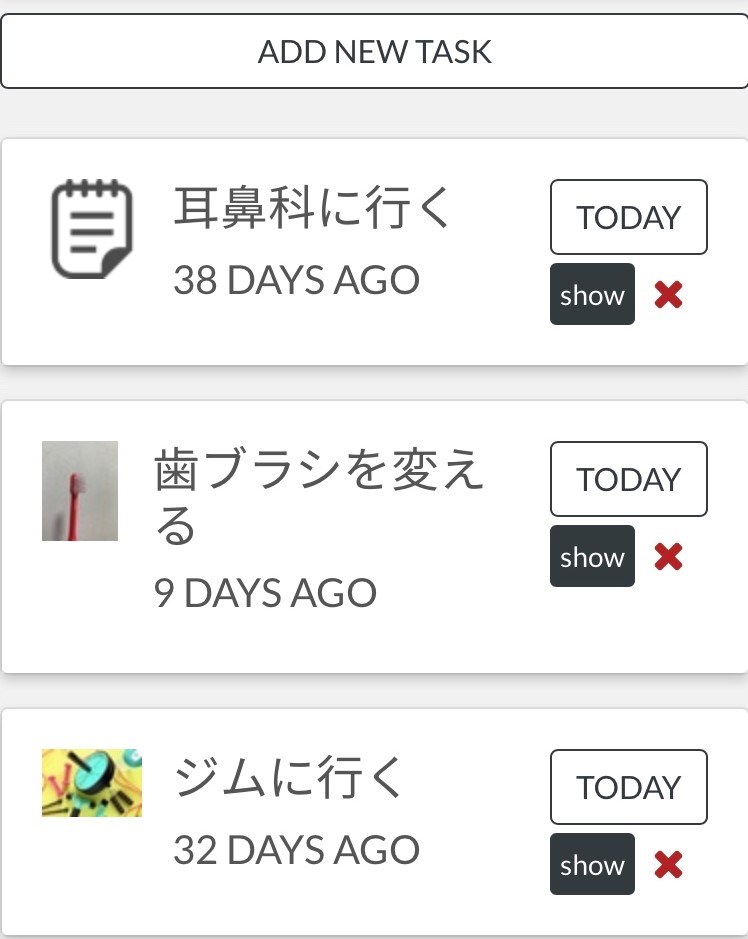 ADD NEW TASK
耳鼻科に行く
TODAY
38 DAYS AGO
show
歯ブラシを変え
る
TODAY
9 DAYS AGO
show
ジムに行く
TODAY
32 DAYS AGO
show